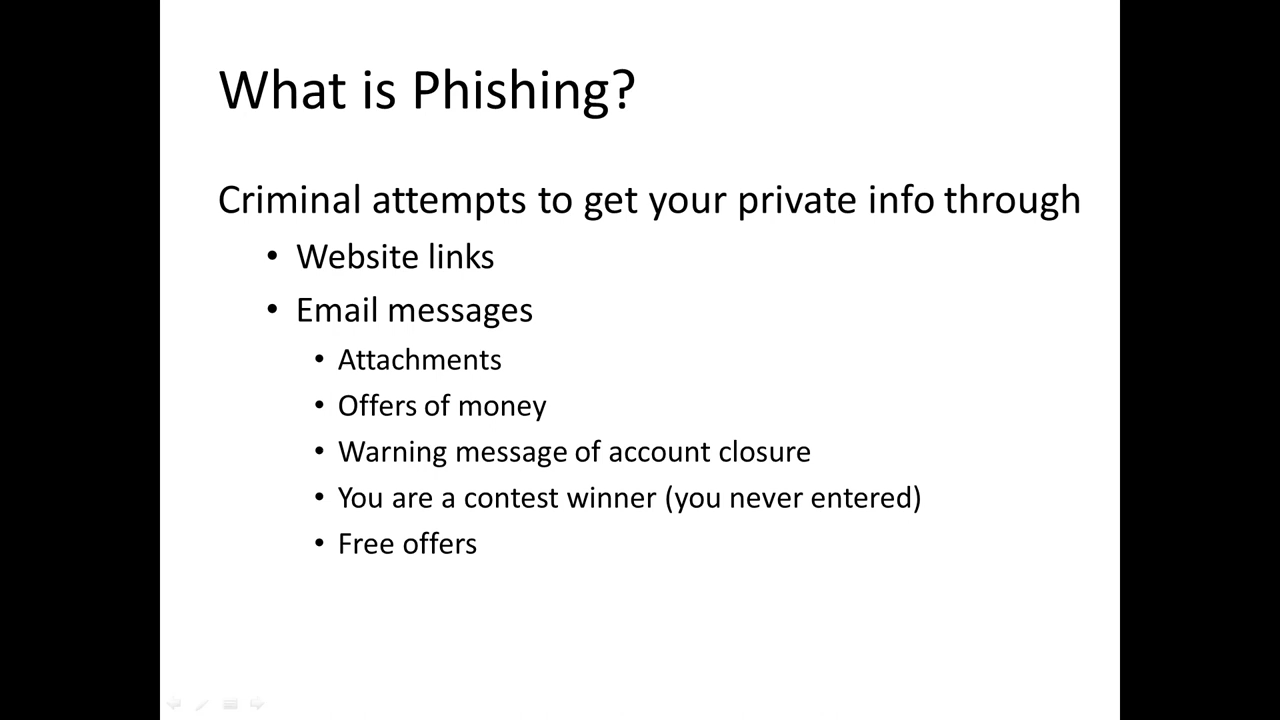 What is Phishing?
Criminal attempts to get your private info through
• Website links
• Email messages
• Attachments
• Offers of money
• Warning message of account closure
• You are a contest winner (you never entered)
• Free offers